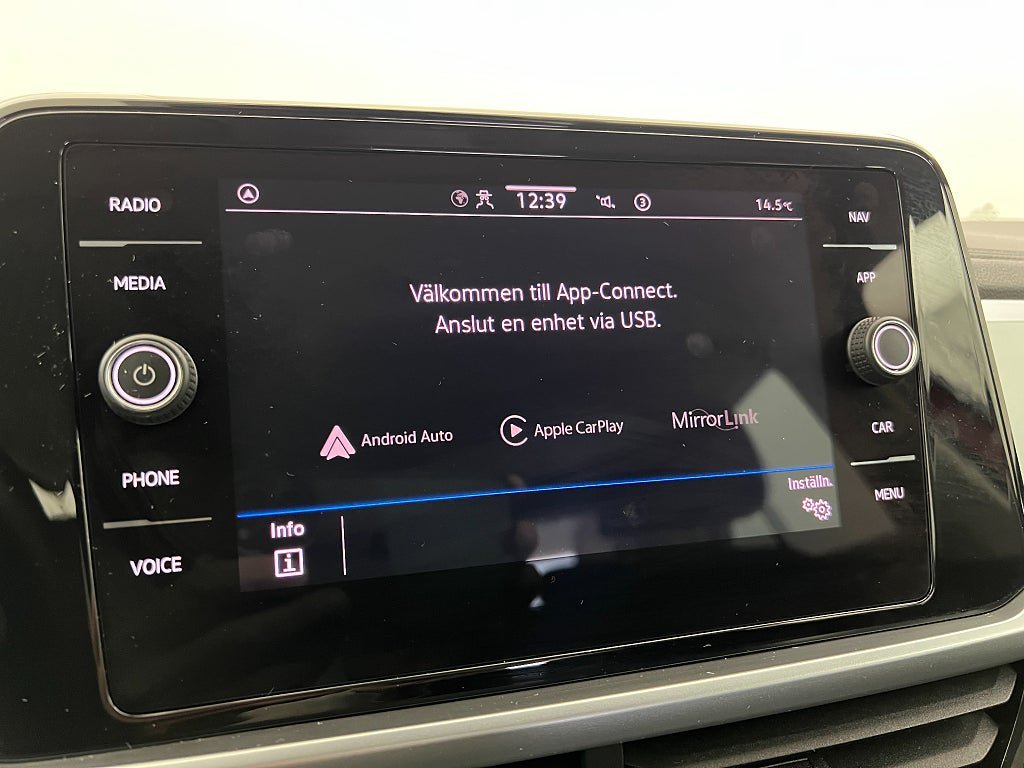 RADIO
MEDIA
PHONE
VOICE
12:39
3
14.5°C
Välkommen till App-Connect.
Anslut en enhet via USB.
Android Auto
Apple CarPlay
MirrorLink
Inställn.
Info
i
NAV
APP
CAR
MENU